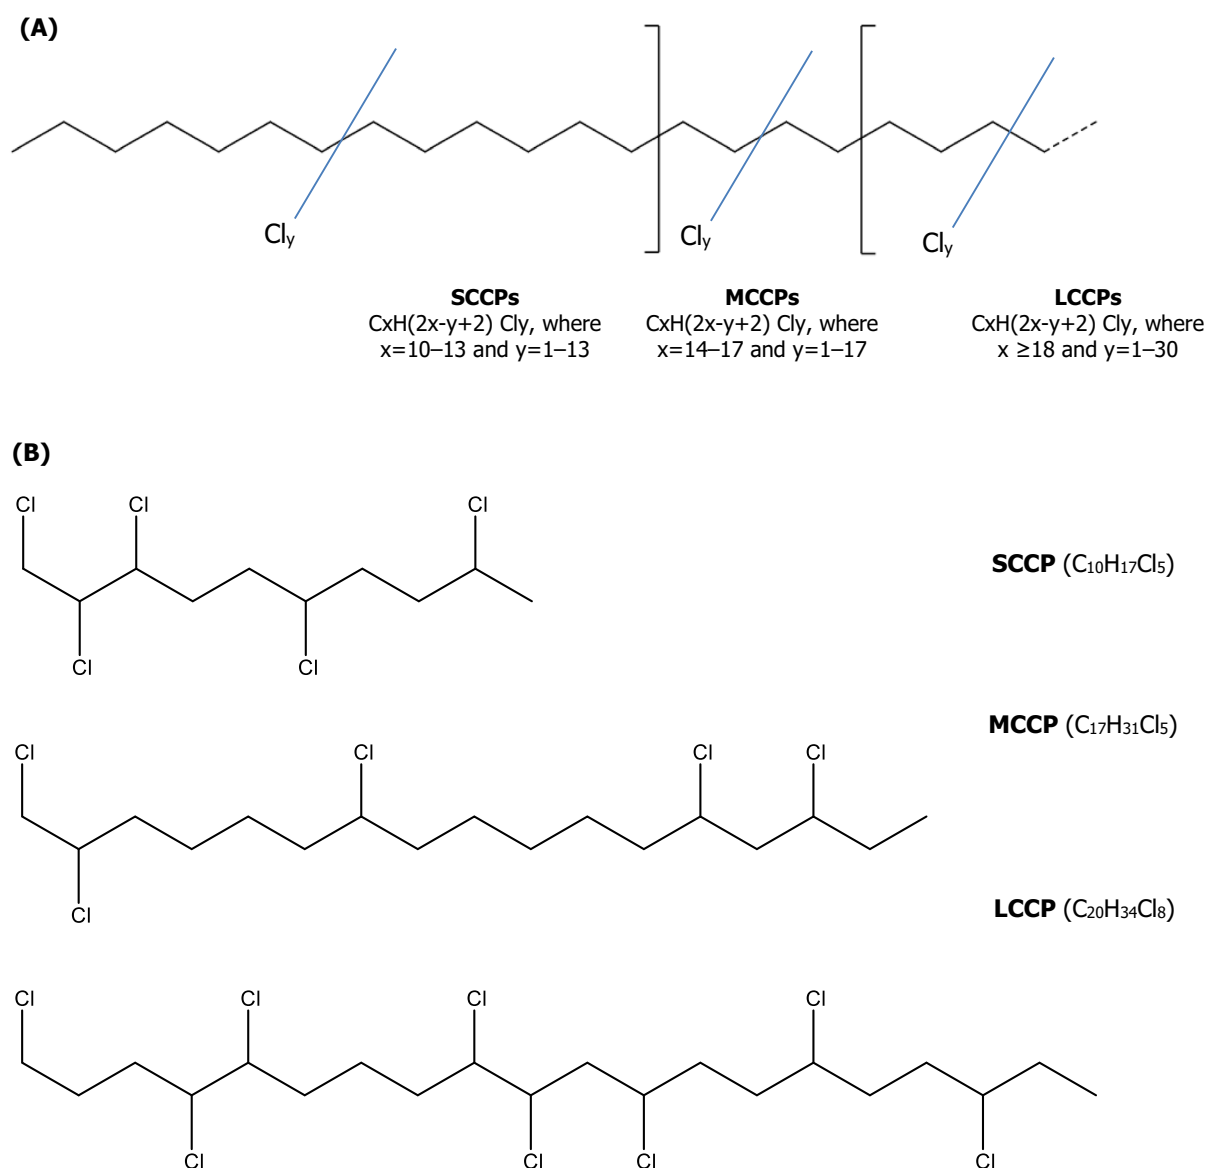 (A)
Cly
Cly
Cly
SCCPs
CxH(2x-y+2) Cly, where
x=10–13 and y=1–13
MCCPs
CxH(2x-y+2) Cly, where
x=14–17 and y=1–17
LCCPs
CxH(2x-y+2) Cly, where
x ≥18 and y=1–30
(B)
Cl Cl Cl
SCCP (C10H17Cl5)
Cl Cl
MCCP (C17H31Cl5)
Cl Cl Cl Cl
Cl
LCCP (C20H34Cl8)
Cl Cl Cl Cl
Cl Cl Cl Cl